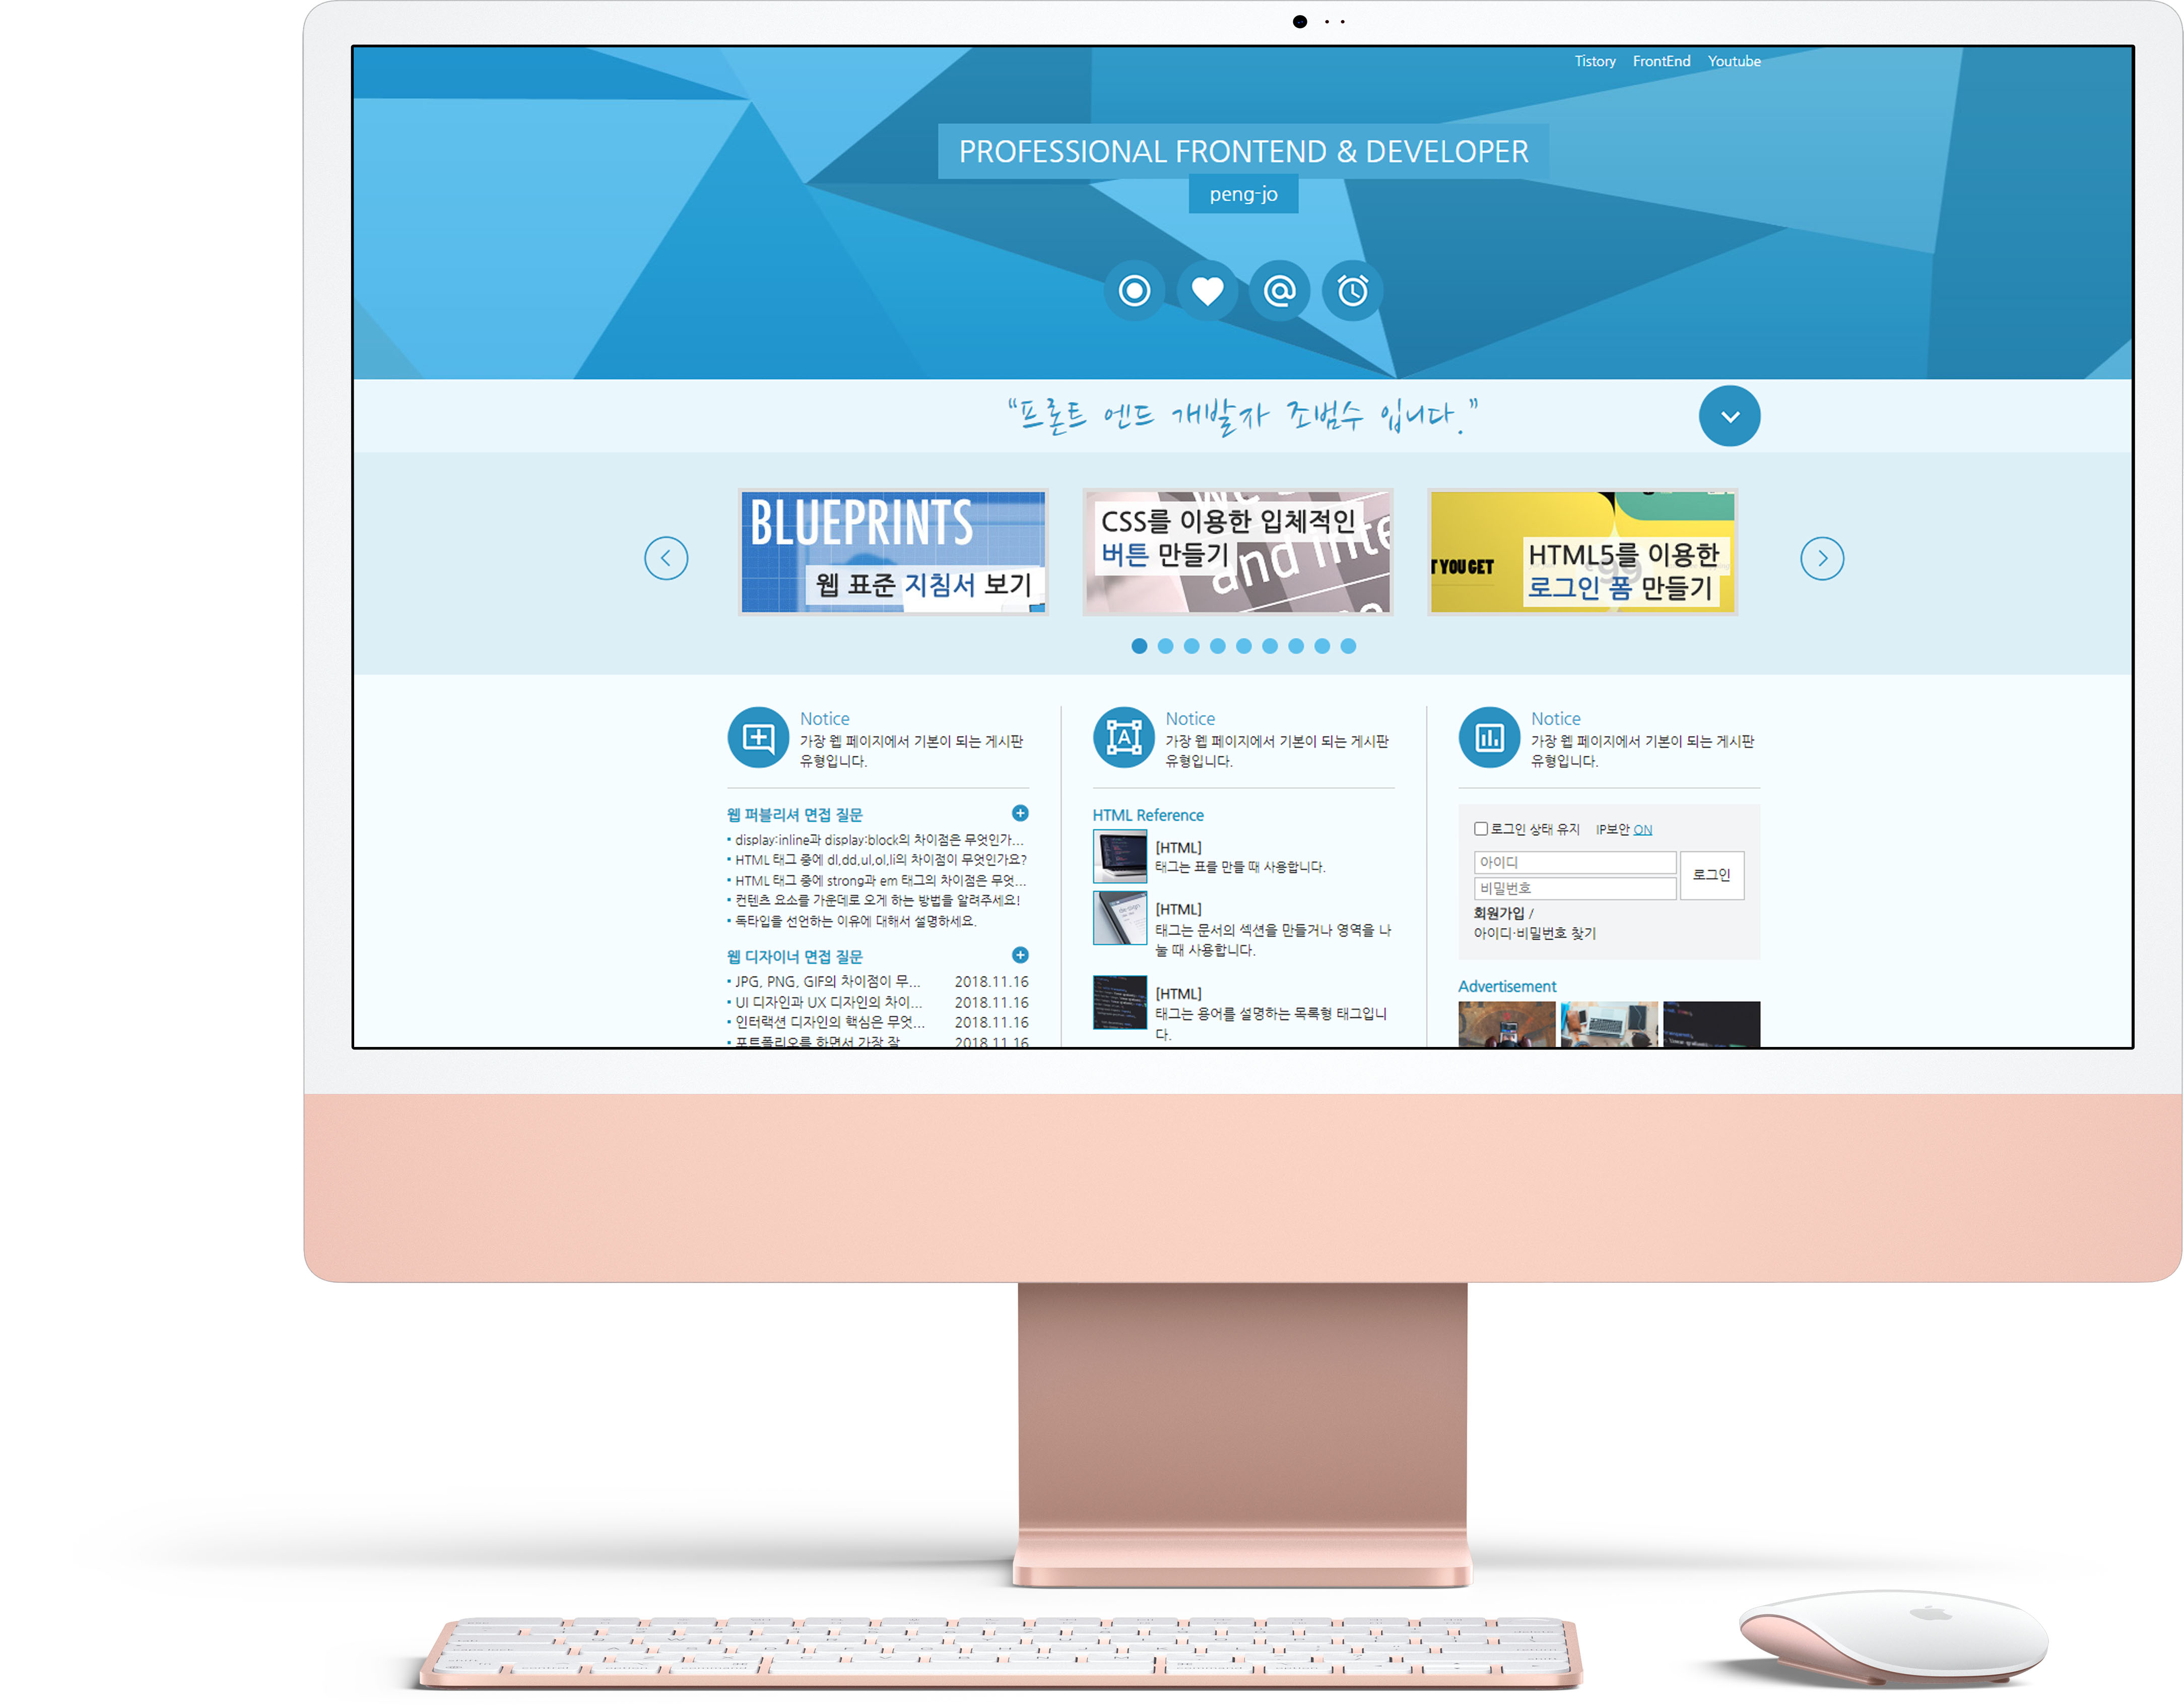 Tistory FrontEnd Youtube
PROFESSIONAL FRONTEND & DEVELOPER
peng-jo
“프론트 엔드 개발자 조범수 입니다.”
BLUEPRINTS
웹 표준 지침서 보기
CSS를 이용한 입체적인
버튼 만들기
and inte
T YOU GET
HTML5를 이용한
로그인 폼 만들기
Notice
가장 웹 페이지에서 기본이 되는 게시판
유형입니다.
웹 퍼블리셔 면접 질문
display:inline과 display:block의 차이점은 무엇인가...
HTML 태그 중에 dl,dd,ul,ol,li의 차이점이 무엇인가요?
HTML 태그 중에 strong과 em 태그의 차이점은 무엇...
컨텐츠 요소를 가운데로 오게 하는 방법을 알려주세요!
독타입을 선언하는 이유에 대해서 설명하세요.
웹 디자이너 면접 질문
JPG, PNG, GIF의 차이점이 무... 2018.11.16
UI 디자인과 UX 디자인의 차이... 2018.11.16
인터랙션 디자인의 핵심은 무엇... 2018.11.16
포트폴리오를 하면서 가장 잘 2018.11.16
Notice
가장 웹 페이지에서 기본이 되는 게시판
유형입니다.
HTML Reference
[HTML]
태그는 표를 만들 때 사용합니다.
[HTML]
태그는 문서의 섹션을 만들거나 영역을 나
눌 때 사용합니다.
[HTML]
태그는 용어를 설명하는 목록형 태그입니
다.
Notice
가장 웹 페이지에서 기본이 되는 게시판
유형입니다.
로그인 상태 유지 IP보안 ON
아이디
비밀번호
로그인
회원가입 /
아이디·비밀번호 찾기
Advertisement